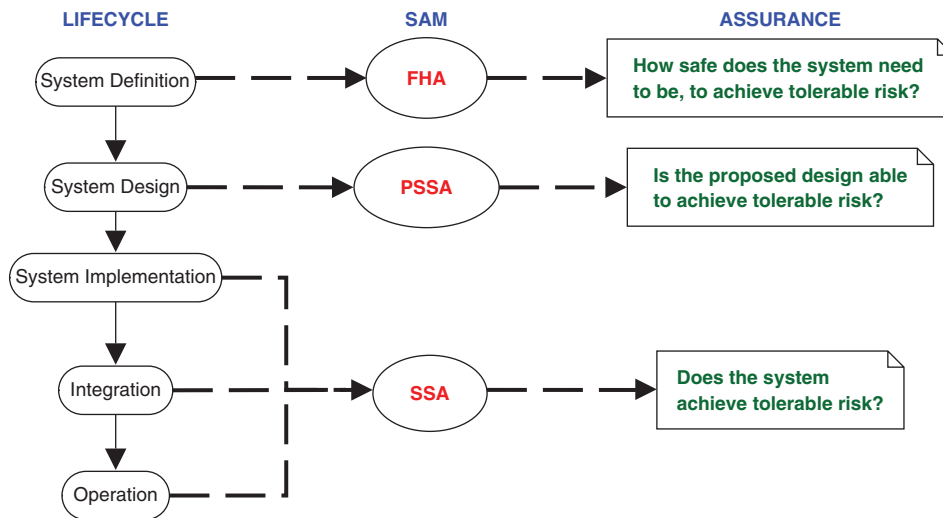 LIFECYCLE SAM ASSURANCE
System Definition
FHA
How safe does the system need
to be, to achieve tolerable risk?
System Design
PSSA
Is the proposed design able
to achieve tolerable risk?
System Implementation
Integration
SSA
Does the system
achieve tolerable risk?
Operation